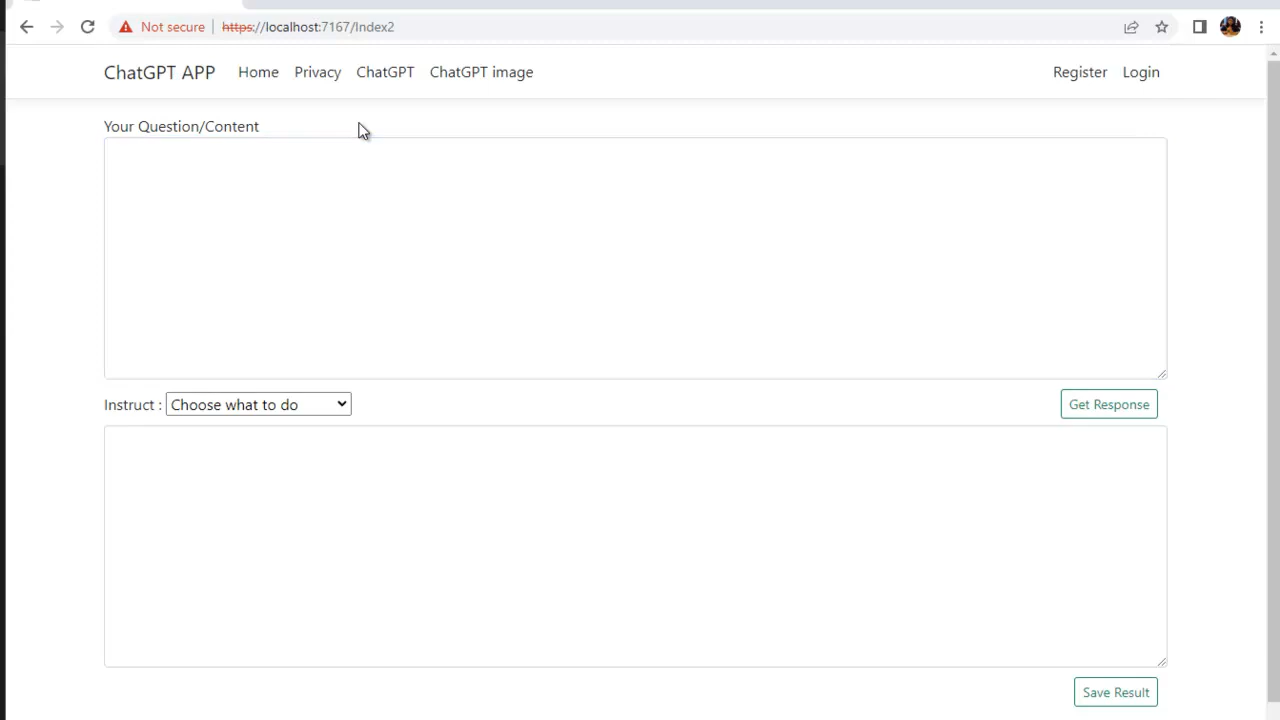 Not secure | https://localhost:7167/Index2
ChatGPT APP Home Privacy ChatGPT ChatGPT image Register Login
Your Question/Content
Instruct : Choose what to do Get Response
Save Result